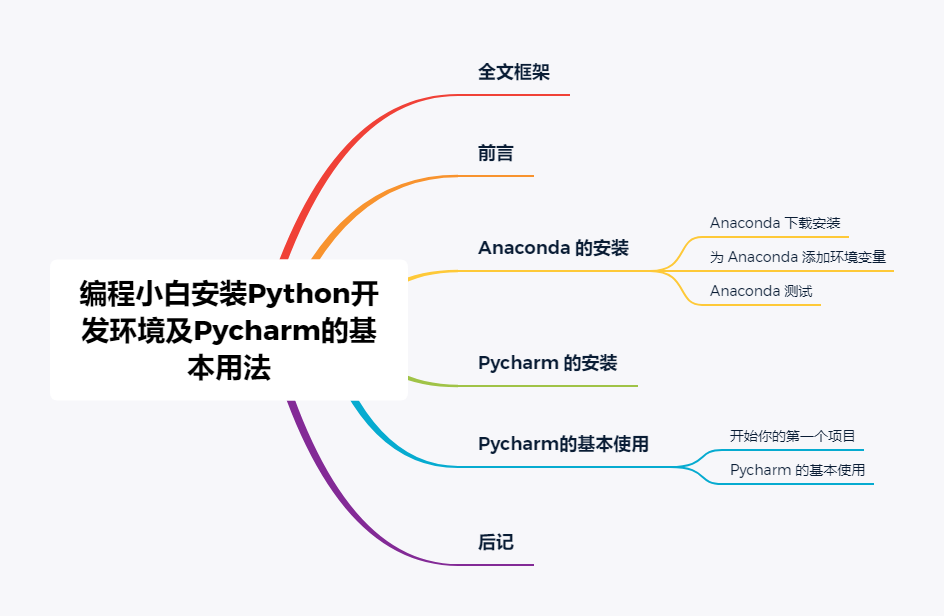 全文框架
前言
Anaconda 的安装
Anaconda 下载安装
为 Anaconda 添加环境变量
Anaconda 测试
编程小白安装Python开
发环境及Pycharm的基
本用法
Pycharm 的安装
Pycharm的基本使用
开始你的第一个项目
Pycharm 的基本使用
后记